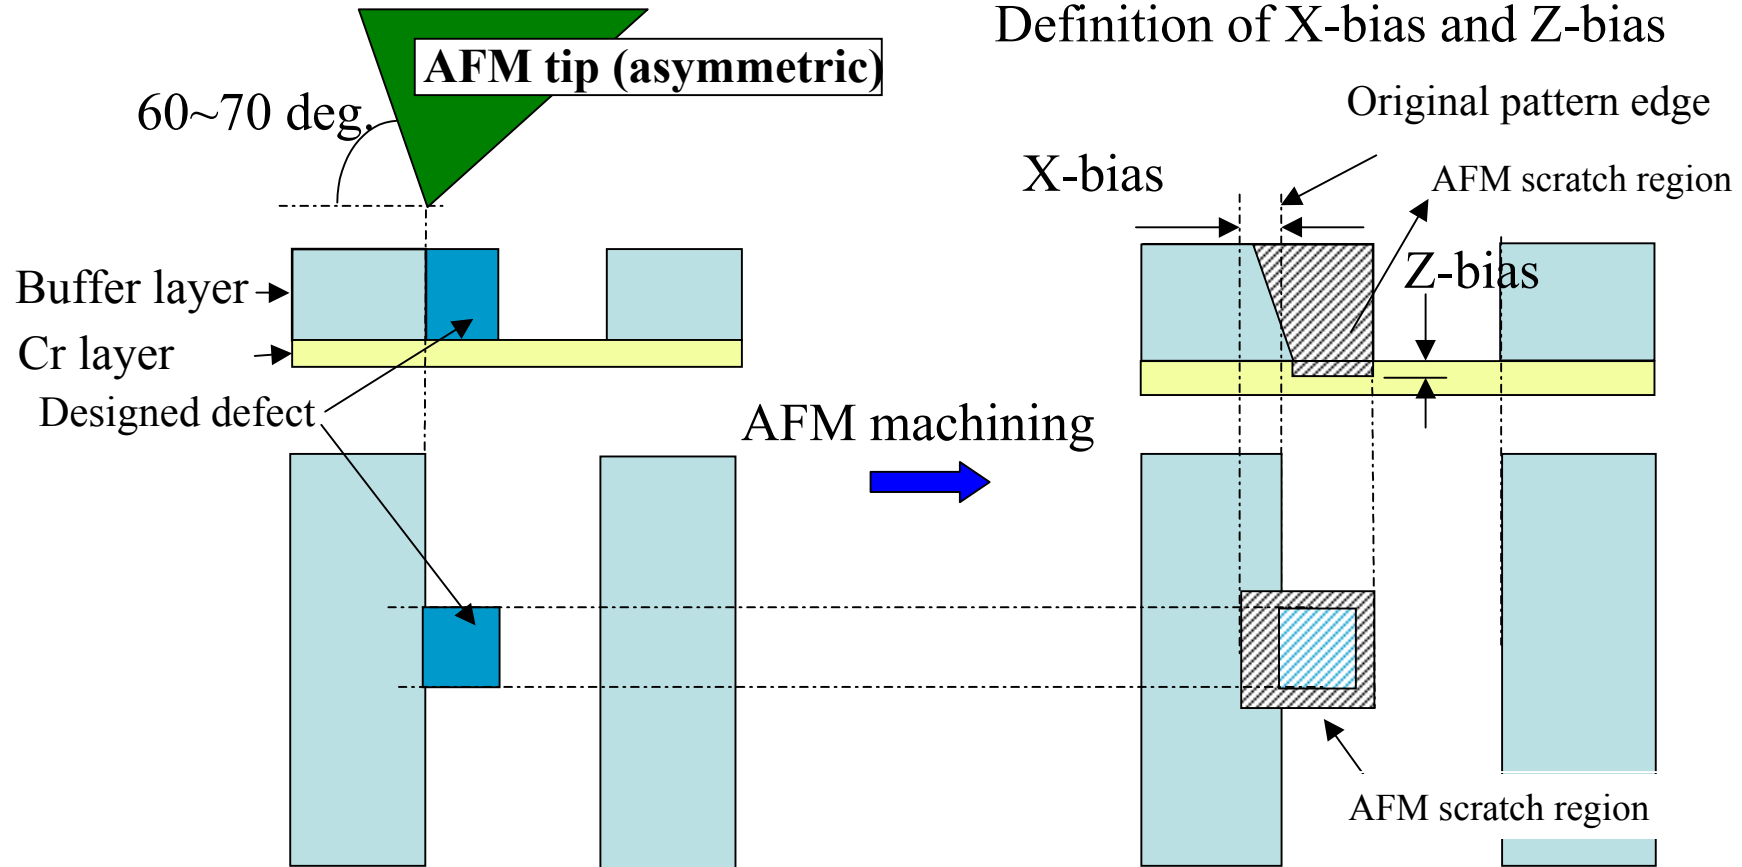 Definition of X-bias and Z-bias
AFM tip (asymmetric)
60~70 deg.
Original pattern edge
X-bias
AFM scratch region
Buffer layer
Z-bias
Cr layer
Designed defect
AFM machining
AFM scratch region